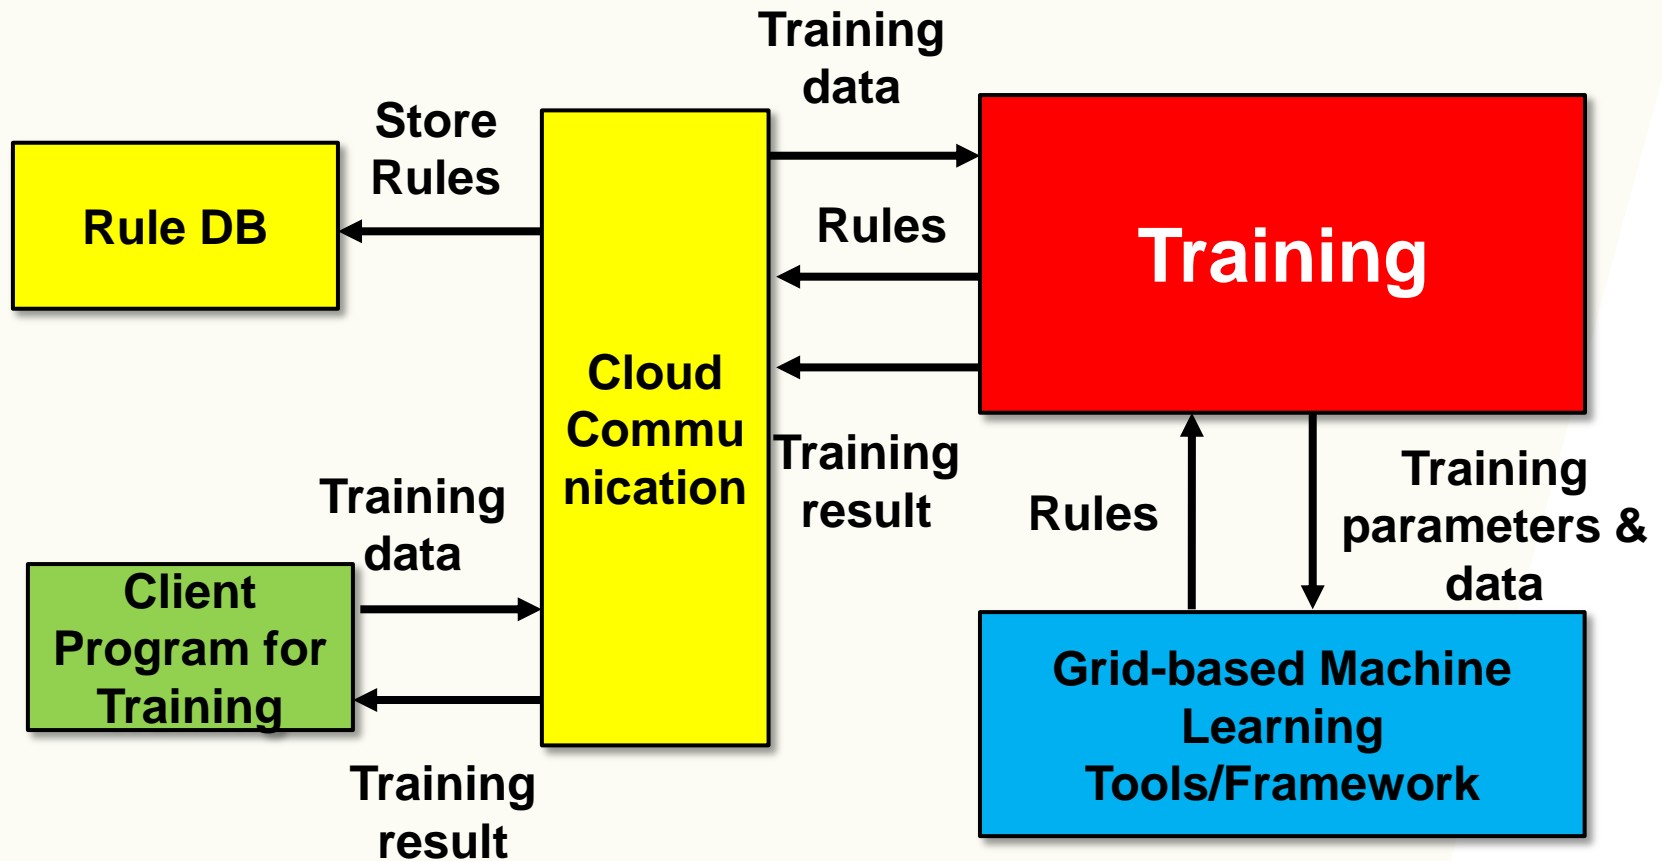 Training
data
Store
Rules
Rule DB
Rules
Training
Cloud
Commu
nication
Training
result
Training
data
Client
Program for
Training
Training
result
Rules
Training
parameters &
data
Grid-based Machine
Learning
Tools/Framework